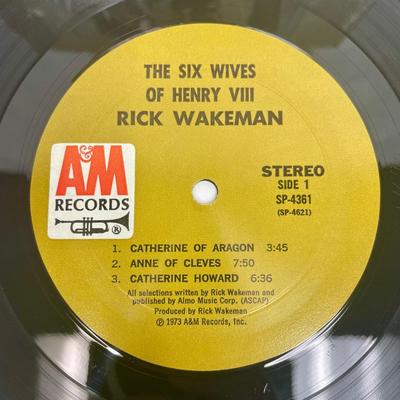 THE SIX WIVES
OF HENRY VIII
RICK WAKEMAN
A&M
RECORDS
®
STEREO
SIDE 1
SP-4361
(SP-4621)
1. CATHERINE OF ARAGON 3:45
2. ANNE OF CLEVES 7:50
3. CATHERINE HOWARD 6:36
All selections written by Rick Wakeman and
published by Almo Music Corp. (ASCAP)
Produced by Rick Wakeman
℗ 1973 A&M Records, Inc.